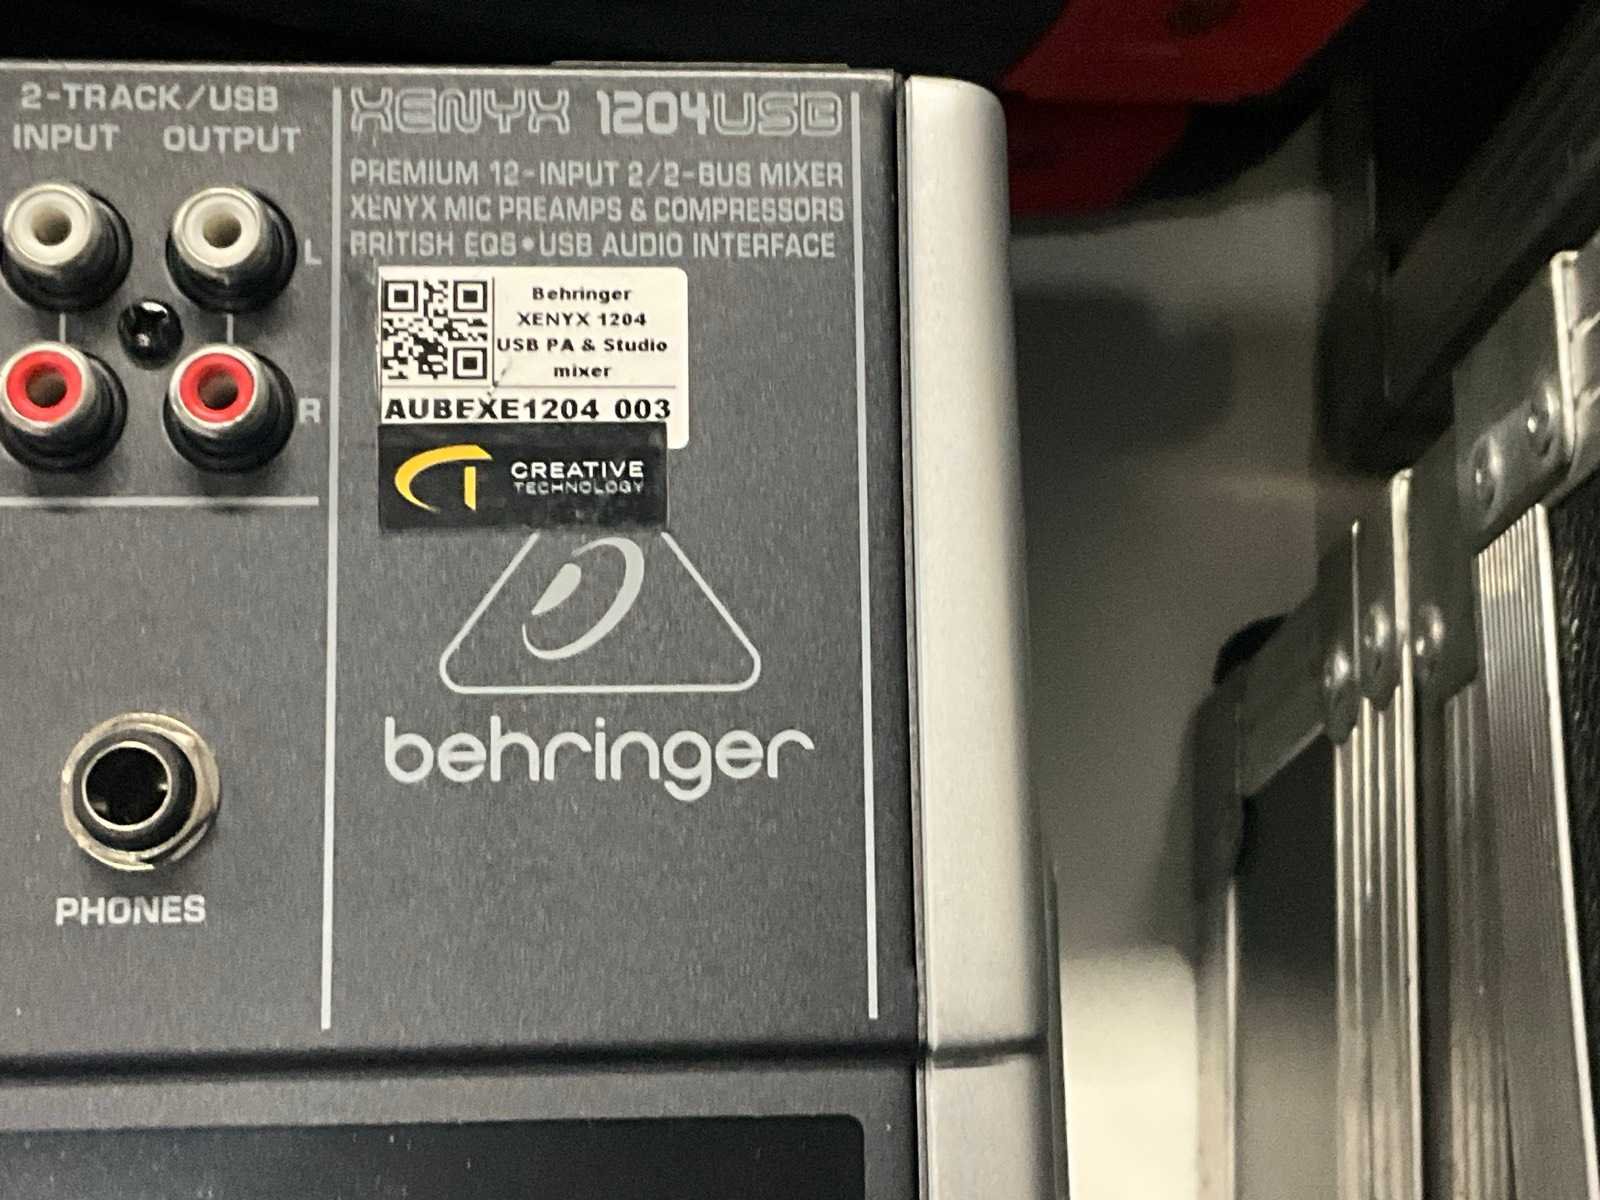 2-TRACK/USB
INPUT OUTPUT
L
R
PHONES
XENYX 1204USB
PREMIUM 12-INPUT 2/2-BUS MIXER
XENYX MIC PREAMPS & COMPRESSORS
BRITISH EQS•USB AUDIO INTERFACE
Behringer
XENYX 1204
USB PA & Studio
mixer
AUBEXE1204 003
CREATIVE
TECHNOLOGY
behringer